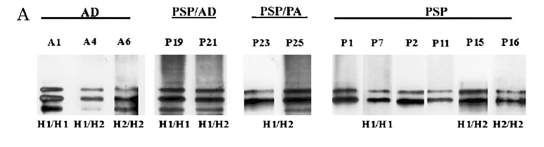 A
AD PSP/AD PSP/PA PSP
A1 A4 A6 P19 P21 P23 P25 P1 P7 P2 P11 P15 P16
H1/H1 H1/H2 H2/H2 H1/H1 H1/H2 H1/H2 H1/H1 H1/H2 H2/H2